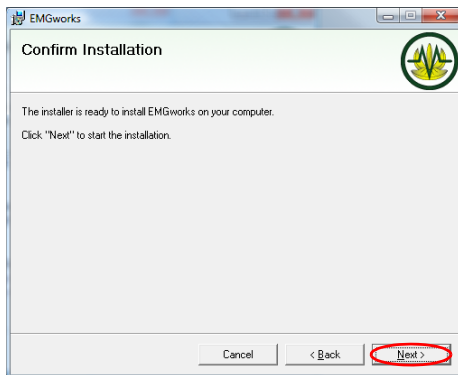 EMGworks
Confirm Installation
The installer is ready to install EMGworks on your computer.
Click "Next" to start the installation.
Cancel
< Back
Next >